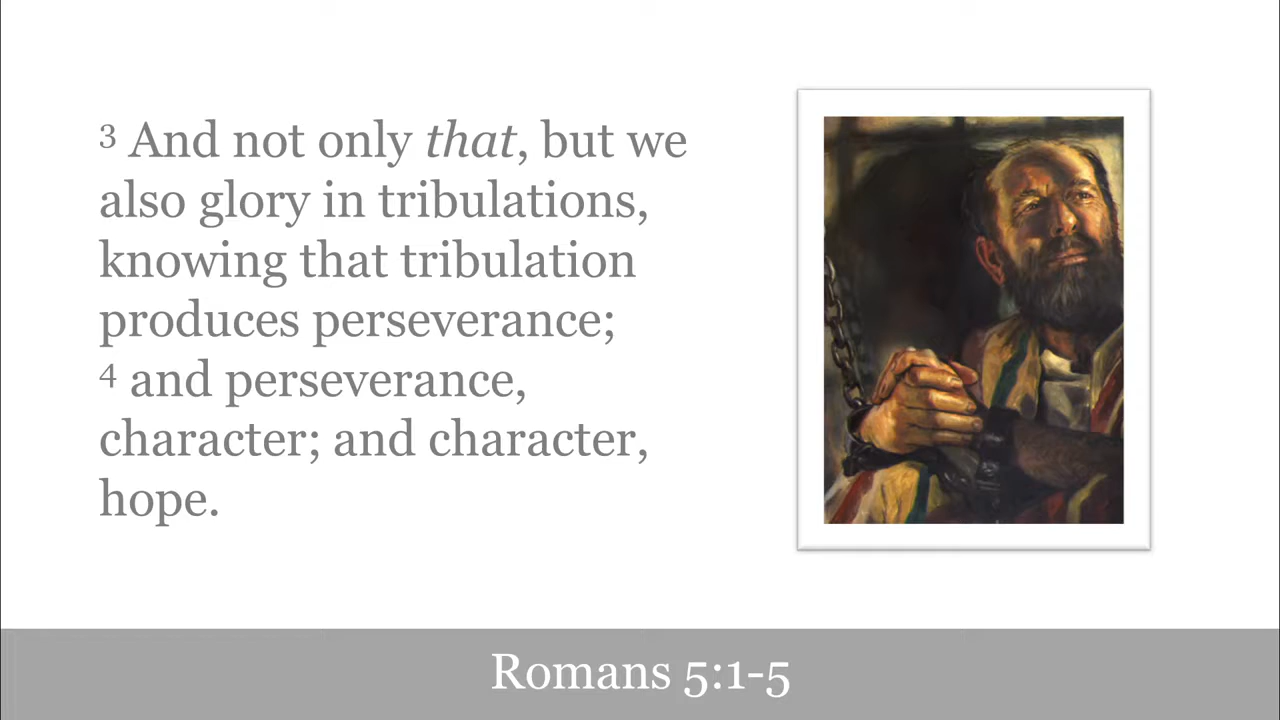 ³ And not only that, but we
also glory in tribulations,
knowing that tribulation
produces perseverance;
⁴ and perseverance,
character; and character,
hope.
Romans 5:1-5